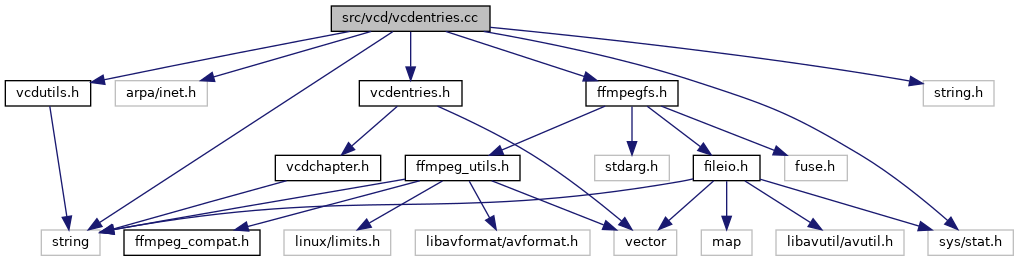 src/vcd/vcdentries.cc
vcdutils.h
arpa/inet.h
vcdentries.h
ffmpegfs.h
string.h
vcdchapter.h
ffmpeg_utils.h
stdarg.h
fileio.h
fuse.h
string
ffmpeg_compat.h
linux/limits.h
libavformat/avformat.h
vector
map
libavutil/avutil.h
sys/stat.h